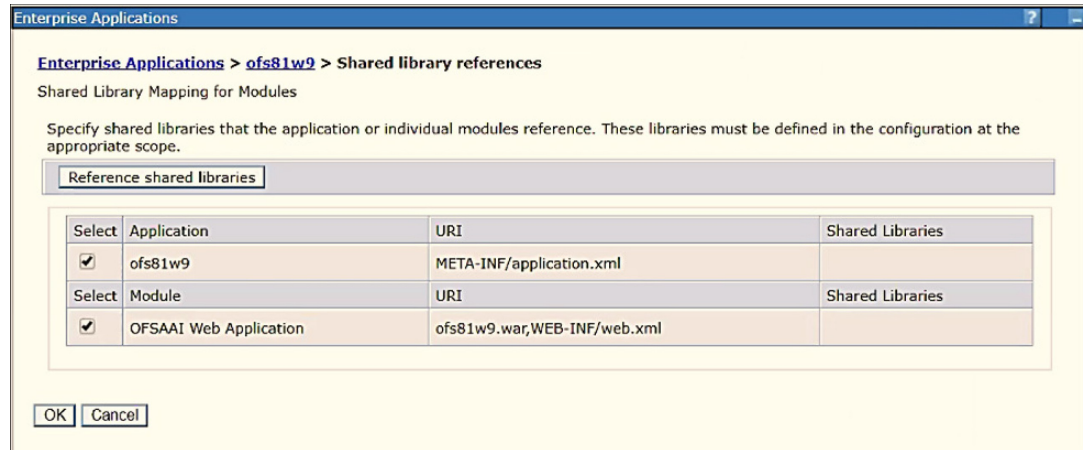 Enterprise Applications ?
Enterprise Applications > ofs81w9 > Shared library references
Shared Library Mapping for Modules
Specify shared libraries that the application or individual modules reference. These libraries must be defined in the configuration at the
appropriate scope.
Reference shared libraries
Select Application URI Shared Libraries
ofs81w9 META-INF/application.xml
Select Module URI Shared Libraries
OFSAAI Web Application ofs81w9.war,WEB-INF/web.xml
OK Cancel